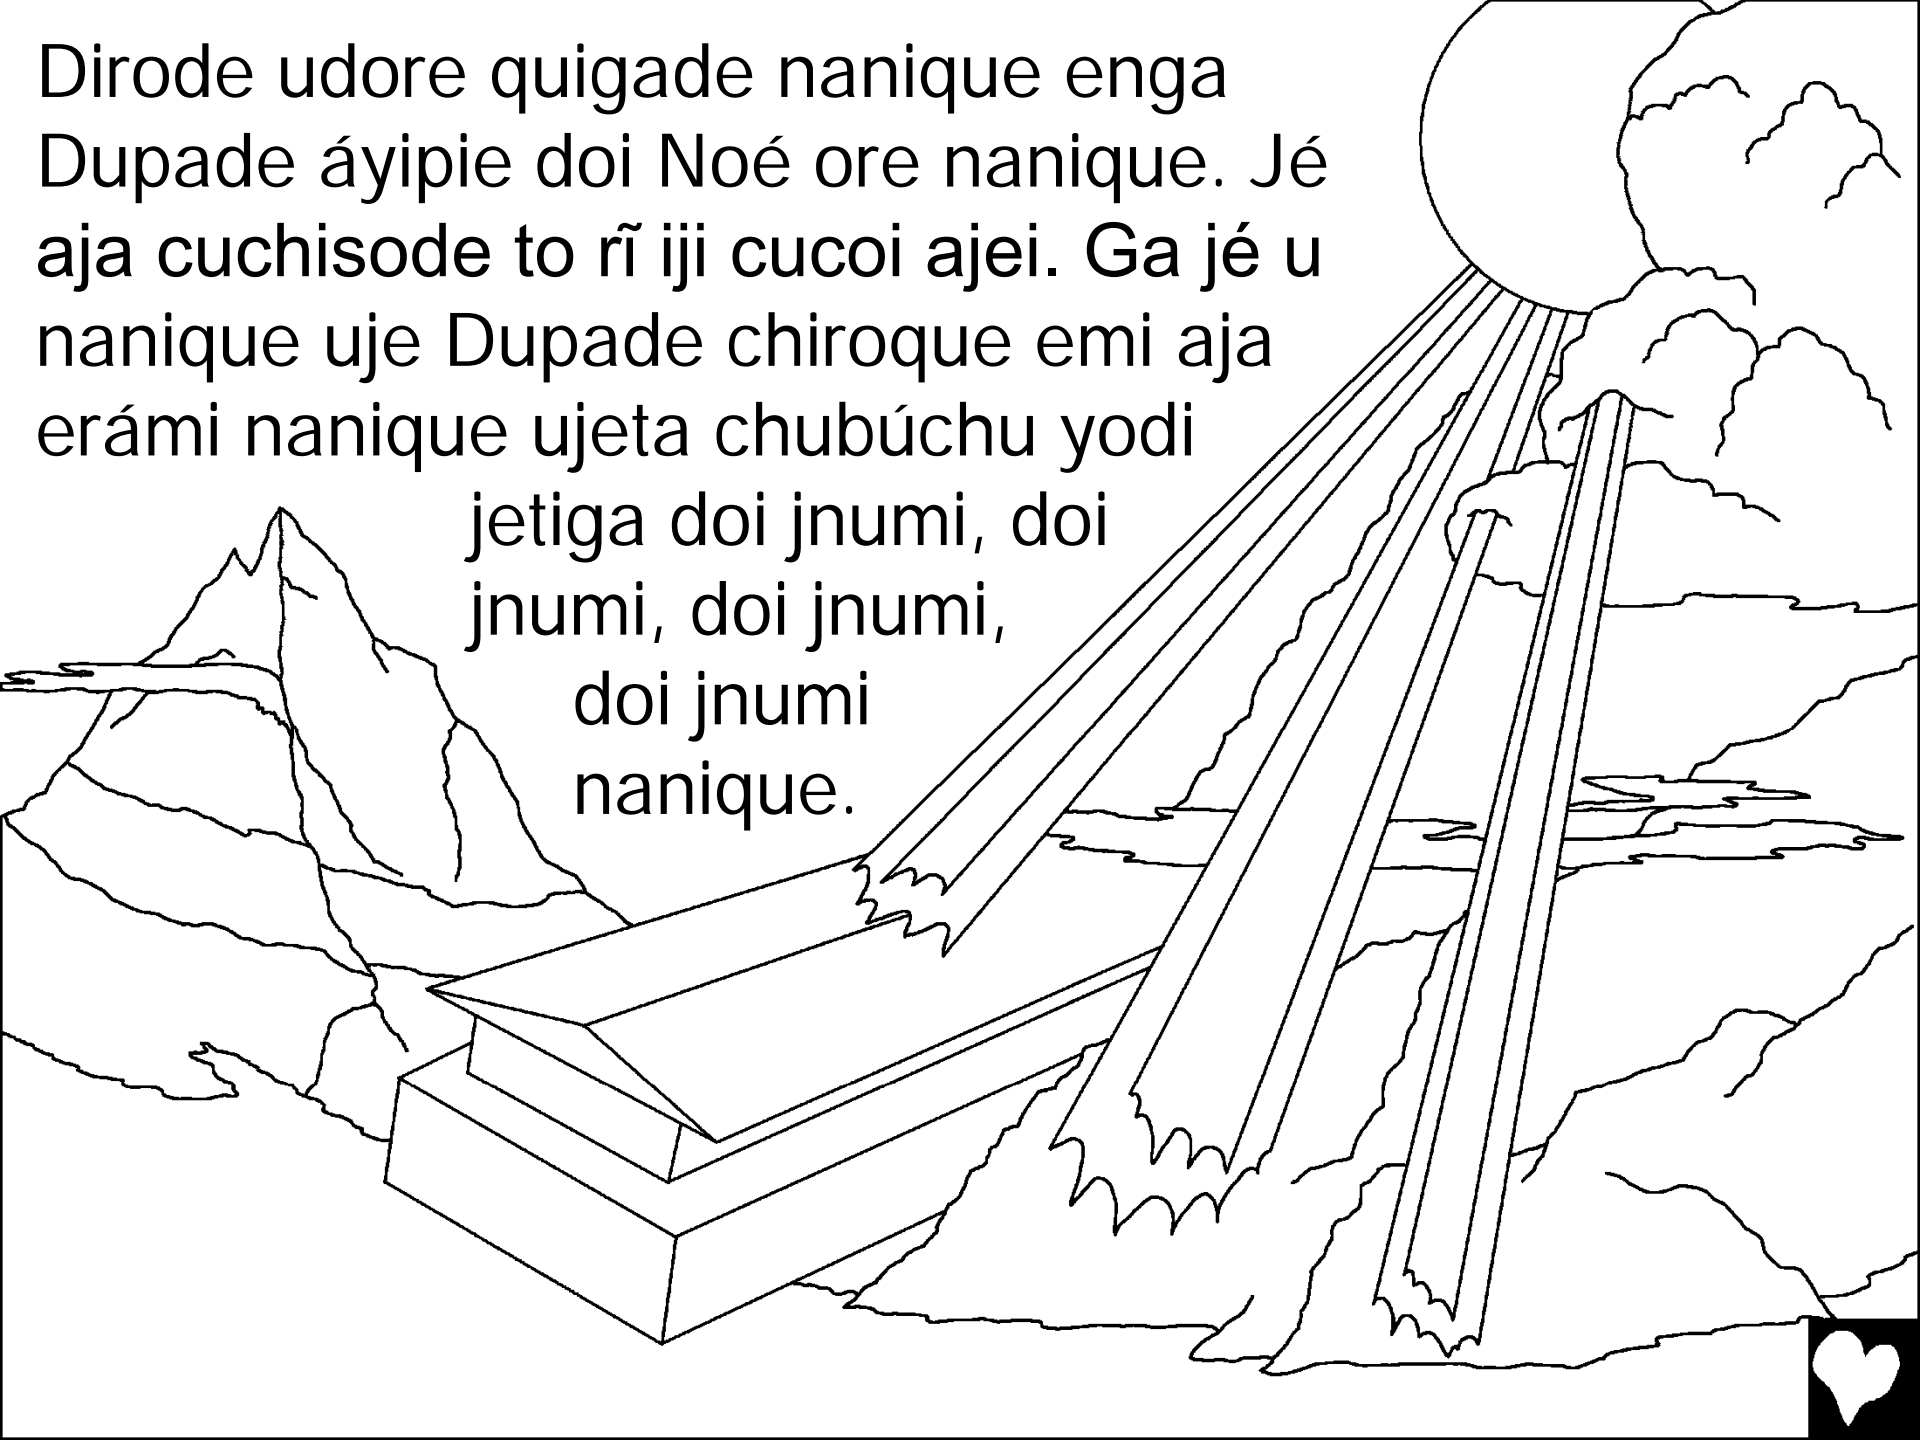 Dirode udore quigade nanique enga
Dupade áyipie doi Noé ore nanique. Jé
aja cuchisode to rĩ iji cucoi ajei. Ga jé u
nanique uje Dupade chiroque emi aja
erámi nanique ujeta chubúchu yodi
jetiga doi jnumi, doi
jnumi, doi jnumi,
doi jnumi
nanique.